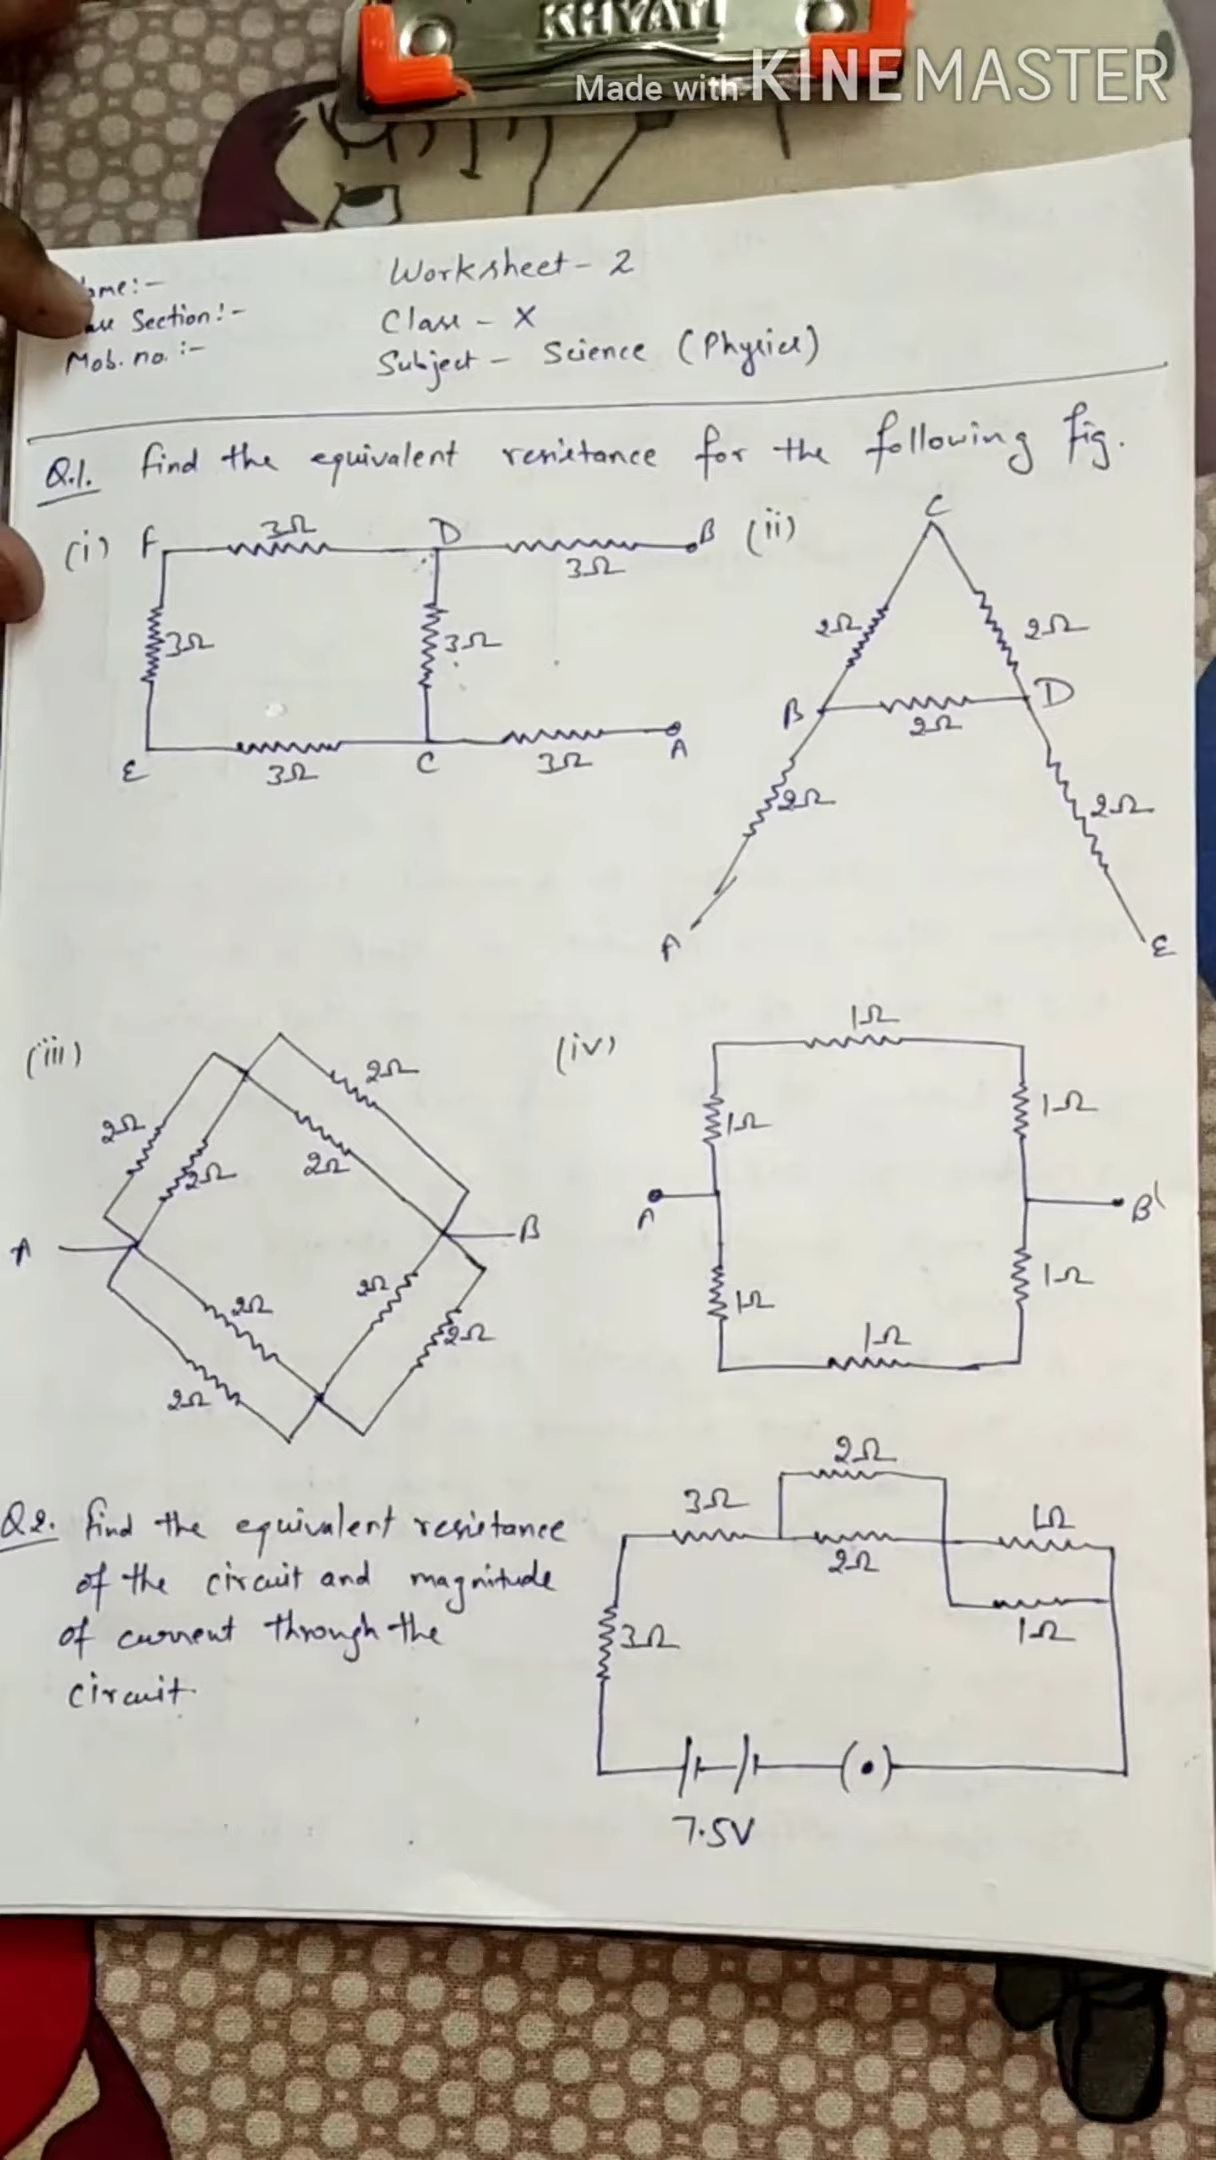 KHYATI
Made with KINEMASTER
Worksheet - 2
ame:-
Section:-
Class - X
Mob. no. :-
Subject - Science (Physics)
Q.1. find the equivalent resistance for the following fig.
(i) F 3Ω D 3Ω B
3Ω 3Ω
E 3Ω C 3Ω A
(ii) C
2Ω 2Ω
B 2Ω D
2Ω 2Ω
A E
(iii)
2Ω 2Ω
2Ω 2Ω
A B
2Ω 2Ω
2Ω 2Ω
(iv) 1Ω
1Ω 1Ω
A B
1Ω 1Ω
1Ω
Q2. find the equivalent resistance
of the circuit and magnitude
of current through the
circuit.
2Ω
3Ω 2Ω 1Ω
3Ω 1Ω
7.5V